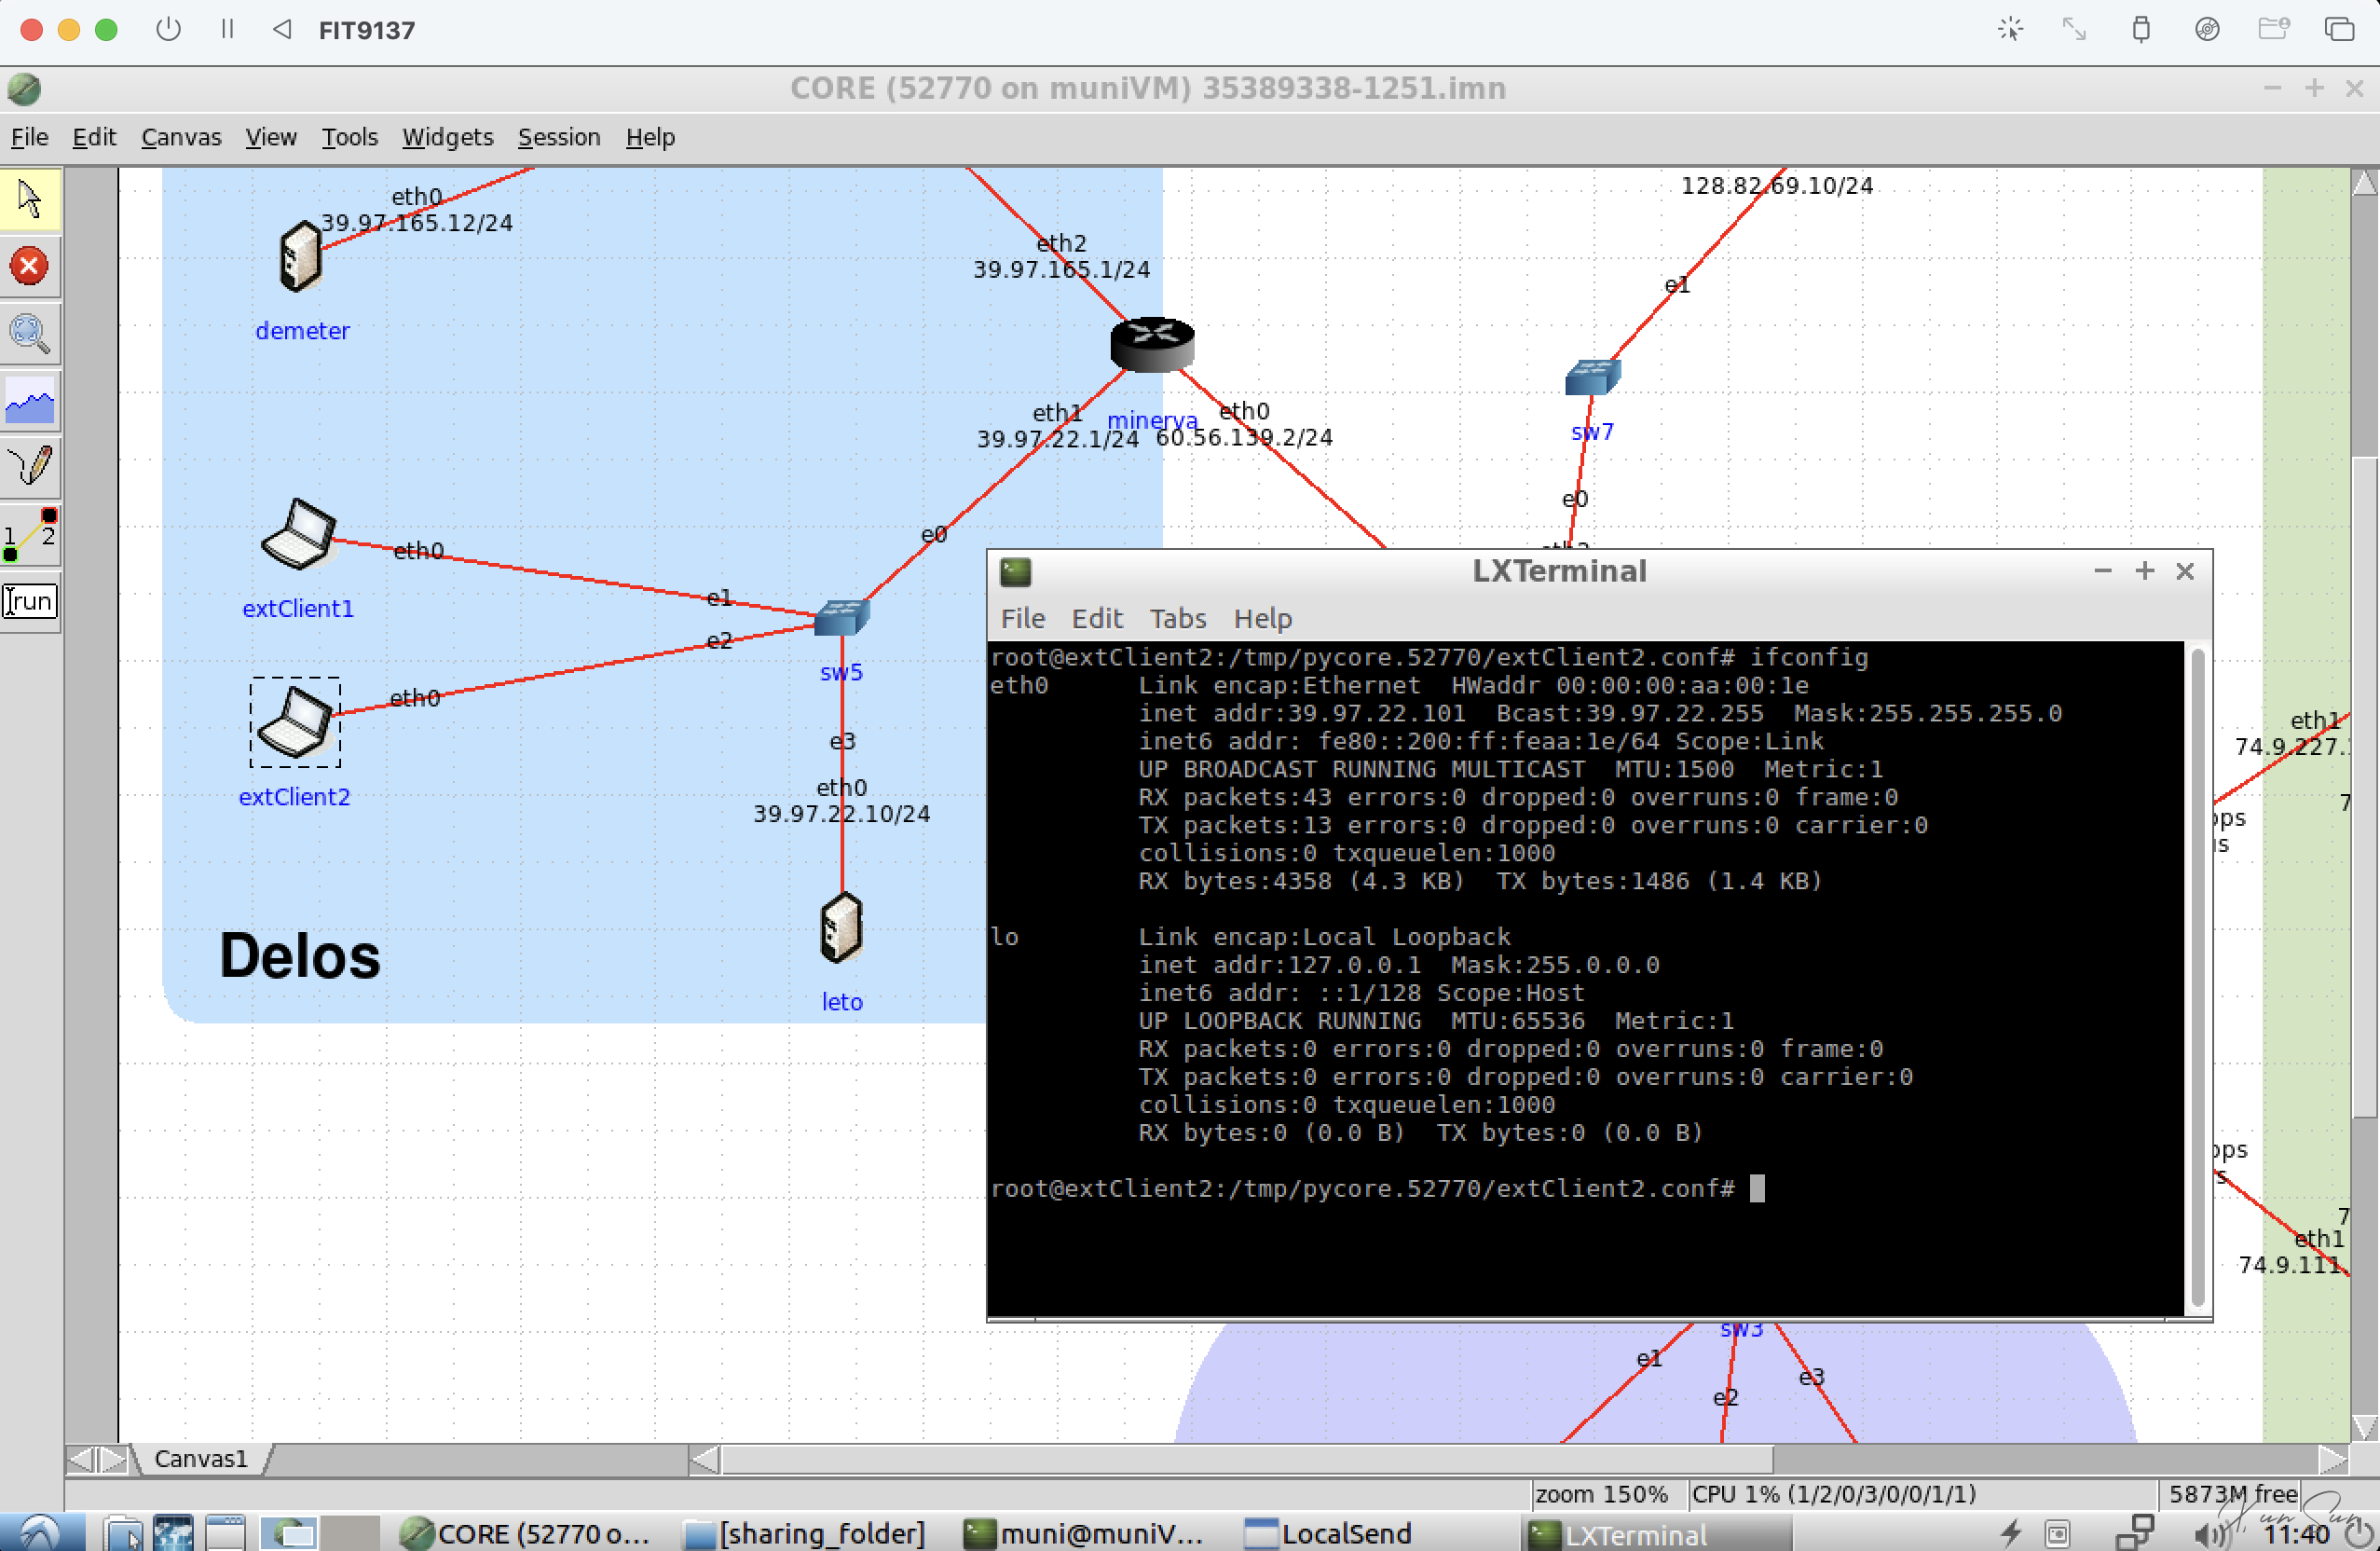 FIT9137
CORE (52770 on muniVM) 35389338-1251.imn
File Edit Canvas View Tools Widgets Session Help
eth0
39.97.165.12/24
demeter
eth2
39.97.165.1/24
128.82.69.10/24
e1
minerva
eth1
39.97.22.1/24
eth0
60.56.139.2/24
sw7
e0
1 2
run
extClient1
eth0
e0
e1
e2
sw5
extClient2
eth0
e3
eth0
39.97.22.10/24
leto
Delos
LXTerminal
File Edit Tabs Help
root@extClient2:/tmp/pycore.52770/extClient2.conf# ifconfig
eth0 Link encap:Ethernet HWaddr 00:00:00:aa:00:1e
inet addr:39.97.22.101 Bcast:39.97.22.255 Mask:255.255.255.0
inet6 addr: fe80::200:ff:feaa:1e/64 Scope:Link
UP BROADCAST RUNNING MULTICAST MTU:1500 Metric:1
RX packets:43 errors:0 dropped:0 overruns:0 frame:0
TX packets:13 errors:0 dropped:0 overruns:0 carrier:0
collisions:0 txqueuelen:1000
RX bytes:4358 (4.3 KB) TX bytes:1486 (1.4 KB)
lo Link encap:Local Loopback
inet addr:127.0.0.1 Mask:255.0.0.0
inet6 addr: ::1/128 Scope:Host
UP LOOPBACK RUNNING MTU:65536 Metric:1
RX packets:0 errors:0 dropped:0 overruns:0 frame:0
TX packets:0 errors:0 dropped:0 overruns:0 carrier:0
collisions:0 txqueuelen:1000
RX bytes:0 (0.0 B) TX bytes:0 (0.0 B)
root@extClient2:/tmp/pycore.52770/extClient2.conf#
eth1
74.9.227.
7
ops
s
7
eth1
74.9.111.
sw3
e1
e2
e3
Canvas1
zoom 150% CPU 1% (1/2/0/3/0/0/1/1) 5873M free
CORE (52770 o... [sharing_folder] muni@muniV... LocalSend LXTerminal 11:40